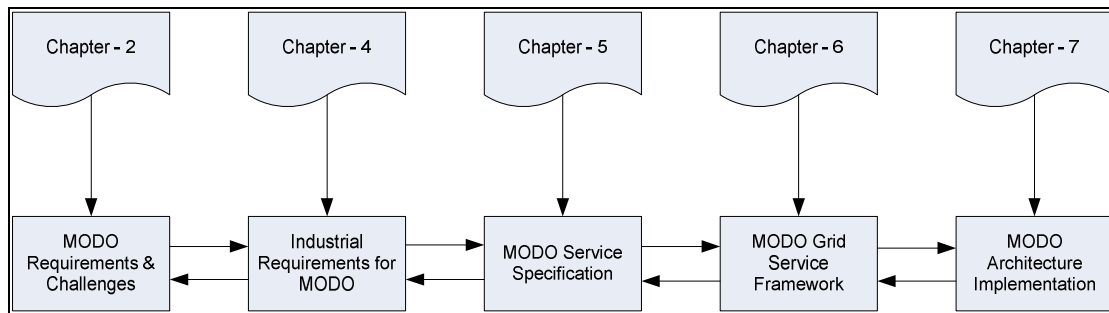 Chapter - 2
Chapter - 4
Chapter - 5
Chapter - 6
Chapter - 7
MODO
Requirements &
Challenges
Industrial
Requirements for
MODO
MODO Service
Specification
MODO Grid
Service
Framework
MODO
Architecture
Implementation